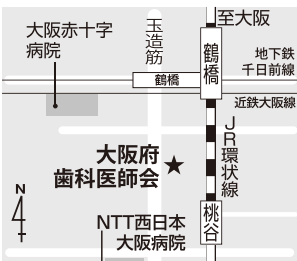 至大阪
大阪赤十字
病院
玉造筋
鶴橋
地下鉄
千日前線
鶴橋
近鉄大阪線
JR環状線
大阪府
歯科医師会
★
桃谷
N
NTT西日本
大阪病院